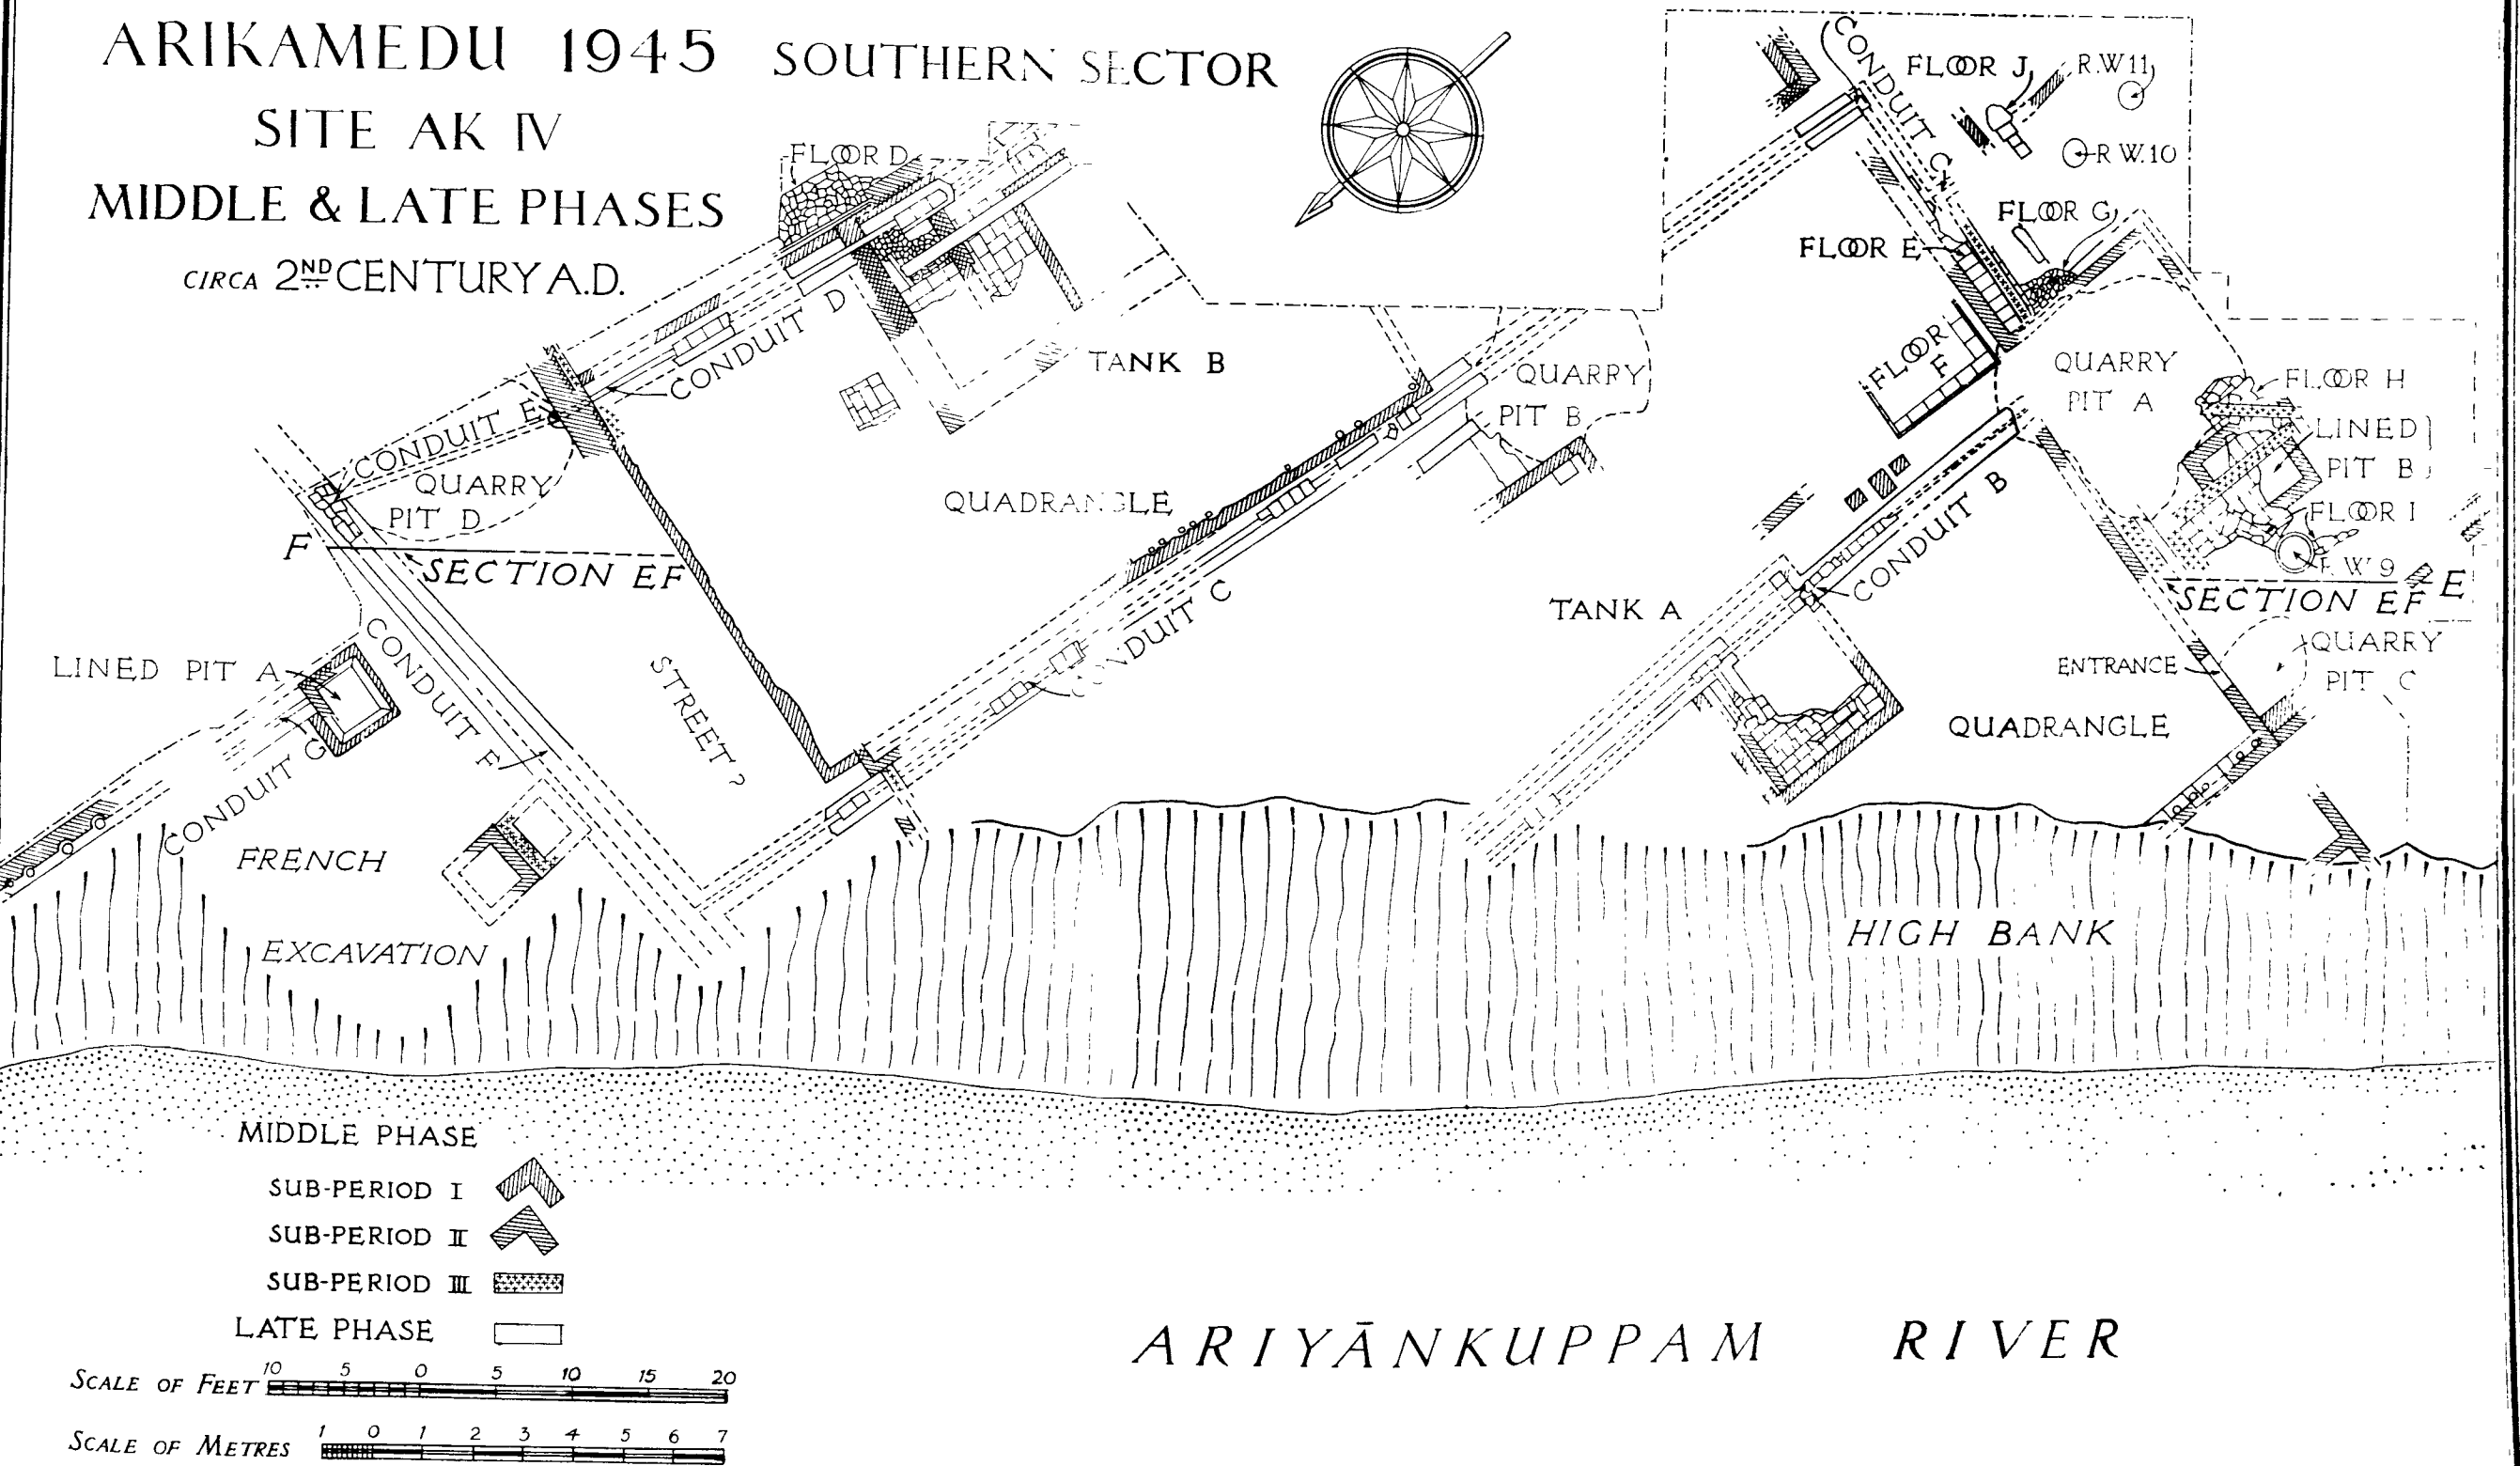 ARIKAMEDU 1945 SOUTHERN SECTOR
SITE AK IV
MIDDLE & LATE PHASES
CIRCA 2ND CENTURY A.D.
FLOOR D
CONDUIT D
TANK B
CONDUIT E
QUARRY
PIT D
QUADRANGLE
F
SECTION EF
CONDUIT C
LINED PIT A
CONDUIT F
CONDUIT G
STREET?
FRENCH
EXCAVATION
CONDUIT C
FLOOR J
R.W 11
R W.10
FLOOR G
FLOOR E
FLOOR
F
QUARRY
PIT B
QUARRY
PIT A
FLOOR H
LINED
PIT B
FLOOR I
R W 9
E
SECTION EF
CONDUIT B
TANK A
ENTRANCE
QUARRY
PIT C
QUADRANGLE
HIGH BANK
MIDDLE PHASE
SUB-PERIOD I
SUB-PERIOD II
SUB-PERIOD III
LATE PHASE
SCALE OF FEET 10 5 0 5 10 15 20
SCALE OF METRES 1 0 1 2 3 4 5 6 7
ARIYĀNKUPPAM RIVER